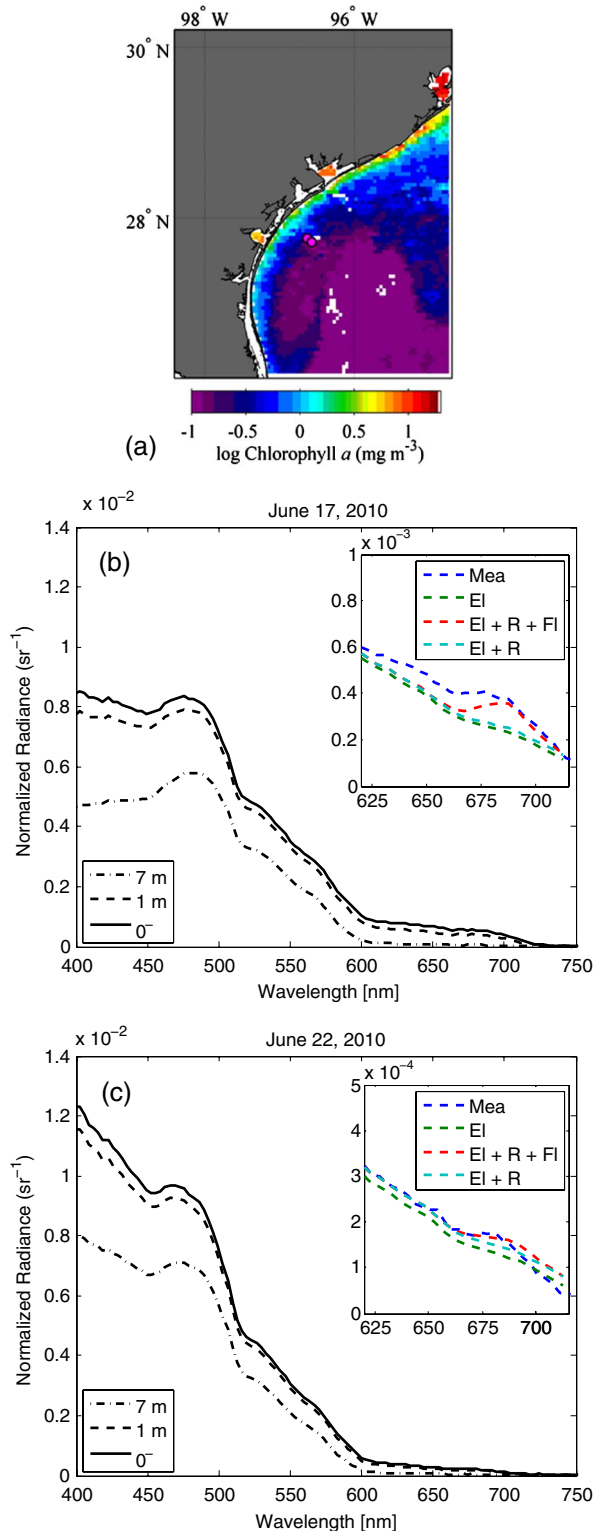 98° W 96° W
30° N
28° N
-1 -0.5 0 0.5 1
log Chlorophyll a (mg m⁻³)
(a)
June 17, 2010
x 10⁻²
1.4
1.2
1
0.8
0.6
0.4
0.2
0
Normalized Radiance (sr⁻¹)
(b)
x 10⁻³
1
0.8
0.6
0.4
0.2
0
625 650 675 700
Mea
El
El + R + Fl
El + R
7 m
1 m
0⁻
400 450 500 550 600 650 700 750
Wavelength [nm]
June 22, 2010
x 10⁻²
1.4
1.2
1
0.8
0.6
0.4
0.2
0
Normalized Radiance (sr⁻¹)
(c)
x 10⁻⁴
5
4
3
2
1
0
625 650 675 700
Mea
El
El + R + Fl
El + R
7 m
1 m
0⁻
400 450 500 550 600 650 700 750
Wavelength [nm]